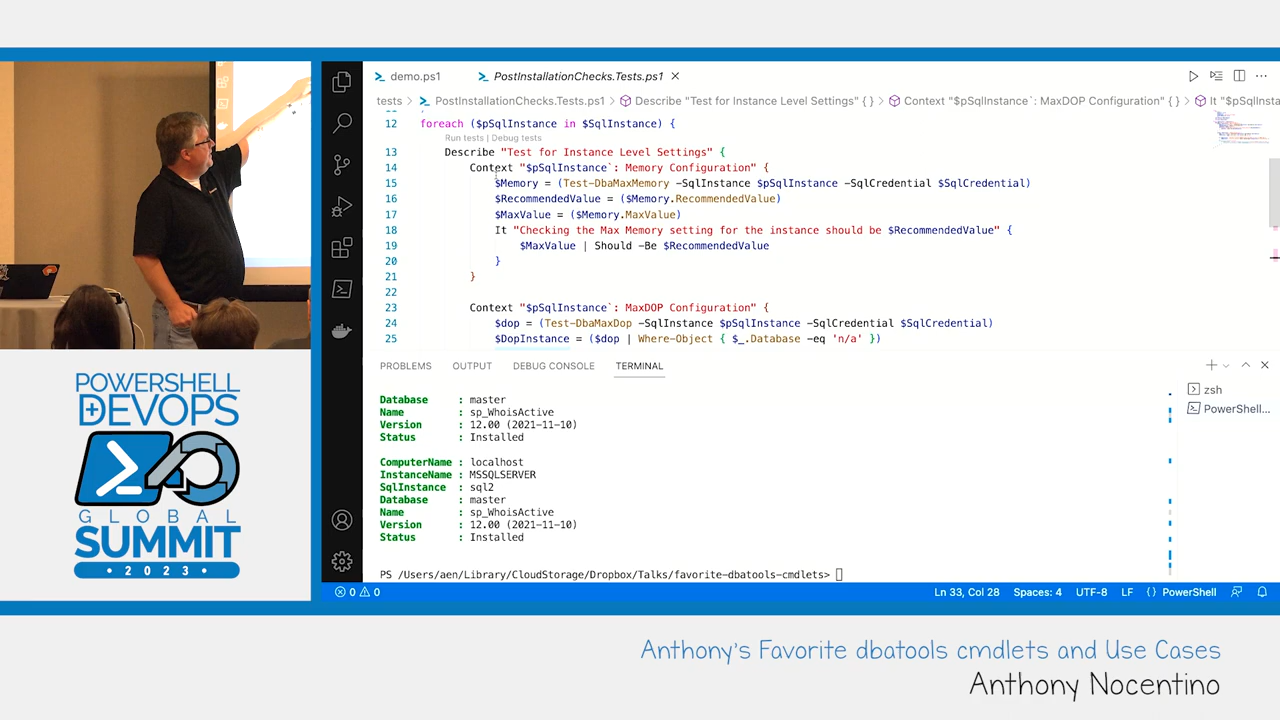 demo.ps1
PostInstallationChecks.Tests.ps1
tests > PostInstallationChecks.Tests.ps1 > Describe "Test for Instance Level Settings" { } > Context "$pSqlInstance`: MaxDOP Configuration" { } > It "$pSqlInsta
12 foreach ($pSqlInstance in $SqlInstance) {
Run tests | Debug tests
13 Describe "Test for Instance Level Settings" {
14 Context "$pSqlInstance`: Memory Configuration" {
15 $Memory = (Test-DbaMaxMemory -SqlInstance $pSqlInstance -SqlCredential $SqlCredential)
16 $RecommendedValue = ($Memory.RecommendedValue)
17 $MaxValue = ($Memory.MaxValue)
18 It "Checking the Max Memory setting for the instance should be $RecommendedValue" {
19 $MaxValue | Should -Be $RecommendedValue
20 }
21 }
22
23 Context "$pSqlInstance`: MaxDOP Configuration" {
24 $dop = (Test-DbaMaxDop -SqlInstance $pSqlInstance -SqlCredential $SqlCredential)
25 $DopInstance = ($dop | Where-Object { $_.Database -eq 'n/a' })
PROBLEMS OUTPUT DEBUG CONSOLE TERMINAL
zsh
PowerShell...
Database : master
Name : sp_WhoisActive
Version : 12.00 (2021-11-10)
Status : Installed
ComputerName : localhost
InstanceName : MSSQLSERVER
SqlInstance : sql2
Database : master
Name : sp_WhoisActive
Version : 12.00 (2021-11-10)
Status : Installed
PS /Users/aen/Library/CloudStorage/Dropbox/Talks/favorite-dbatools-cmdlets>
0 0
Ln 33, Col 28 Spaces: 4 UTF-8 LF { } PowerShell
POWERSHELL
+DEVOPS
GLOBAL
SUMMIT
• 2 0 2 3 •
Anthony's Favorite dbatools cmdlets and Use Cases
Anthony Nocentino